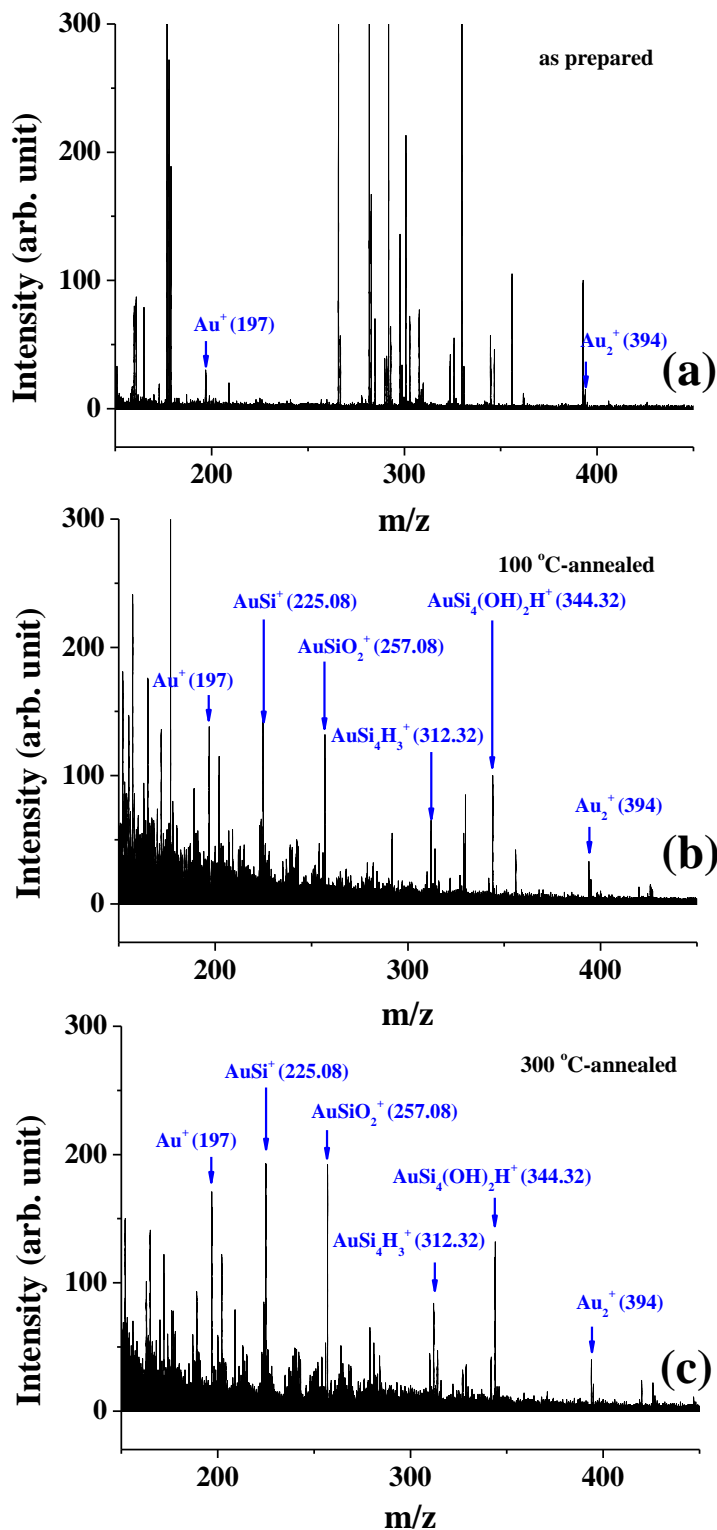 300
as prepared
200
Intensity (arb. unit)
100
Au⁺(197)
Au₂⁺(394)
(a)
0
200
300
400
m/z
300
100 °C-annealed
AuSi⁺(225.08)
AuSi₄(OH)₂H⁺(344.32)
AuSiO₂⁺(257.08)
200
Au⁺(197)
Intensity (arb. unit)
AuSi₄H₃⁺(312.32)
100
Au₂⁺(394)
(b)
0
200
300
400
m/z
300
300 °C-annealed
AuSi⁺(225.08)
AuSiO₂⁺(257.08)
Au⁺(197)
200
AuSi₄(OH)₂H⁺(344.32)
Intensity (arb. unit)
AuSi₄H₃⁺(312.32)
100
Au₂⁺(394)
(c)
0
200
300
400
m/z